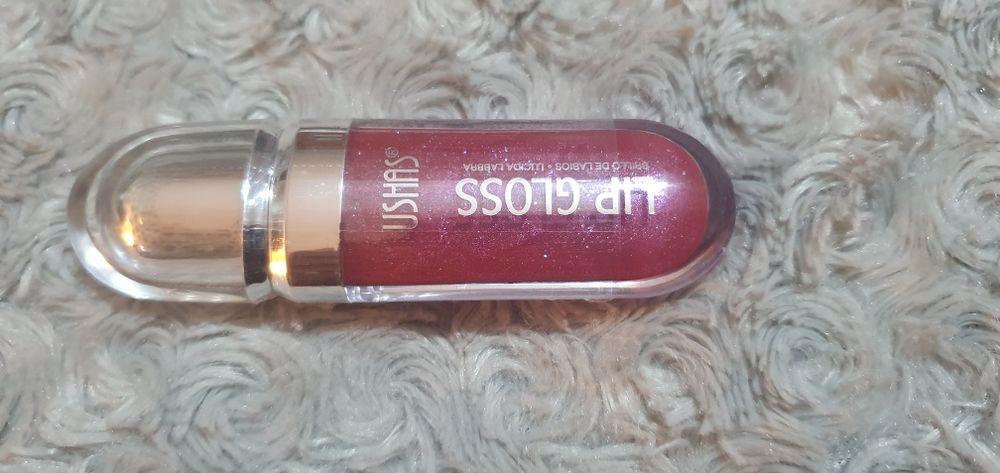 USHAS®
LIP GLOSS
BRILLO DE LABIOS • LUCIDA LABBRA